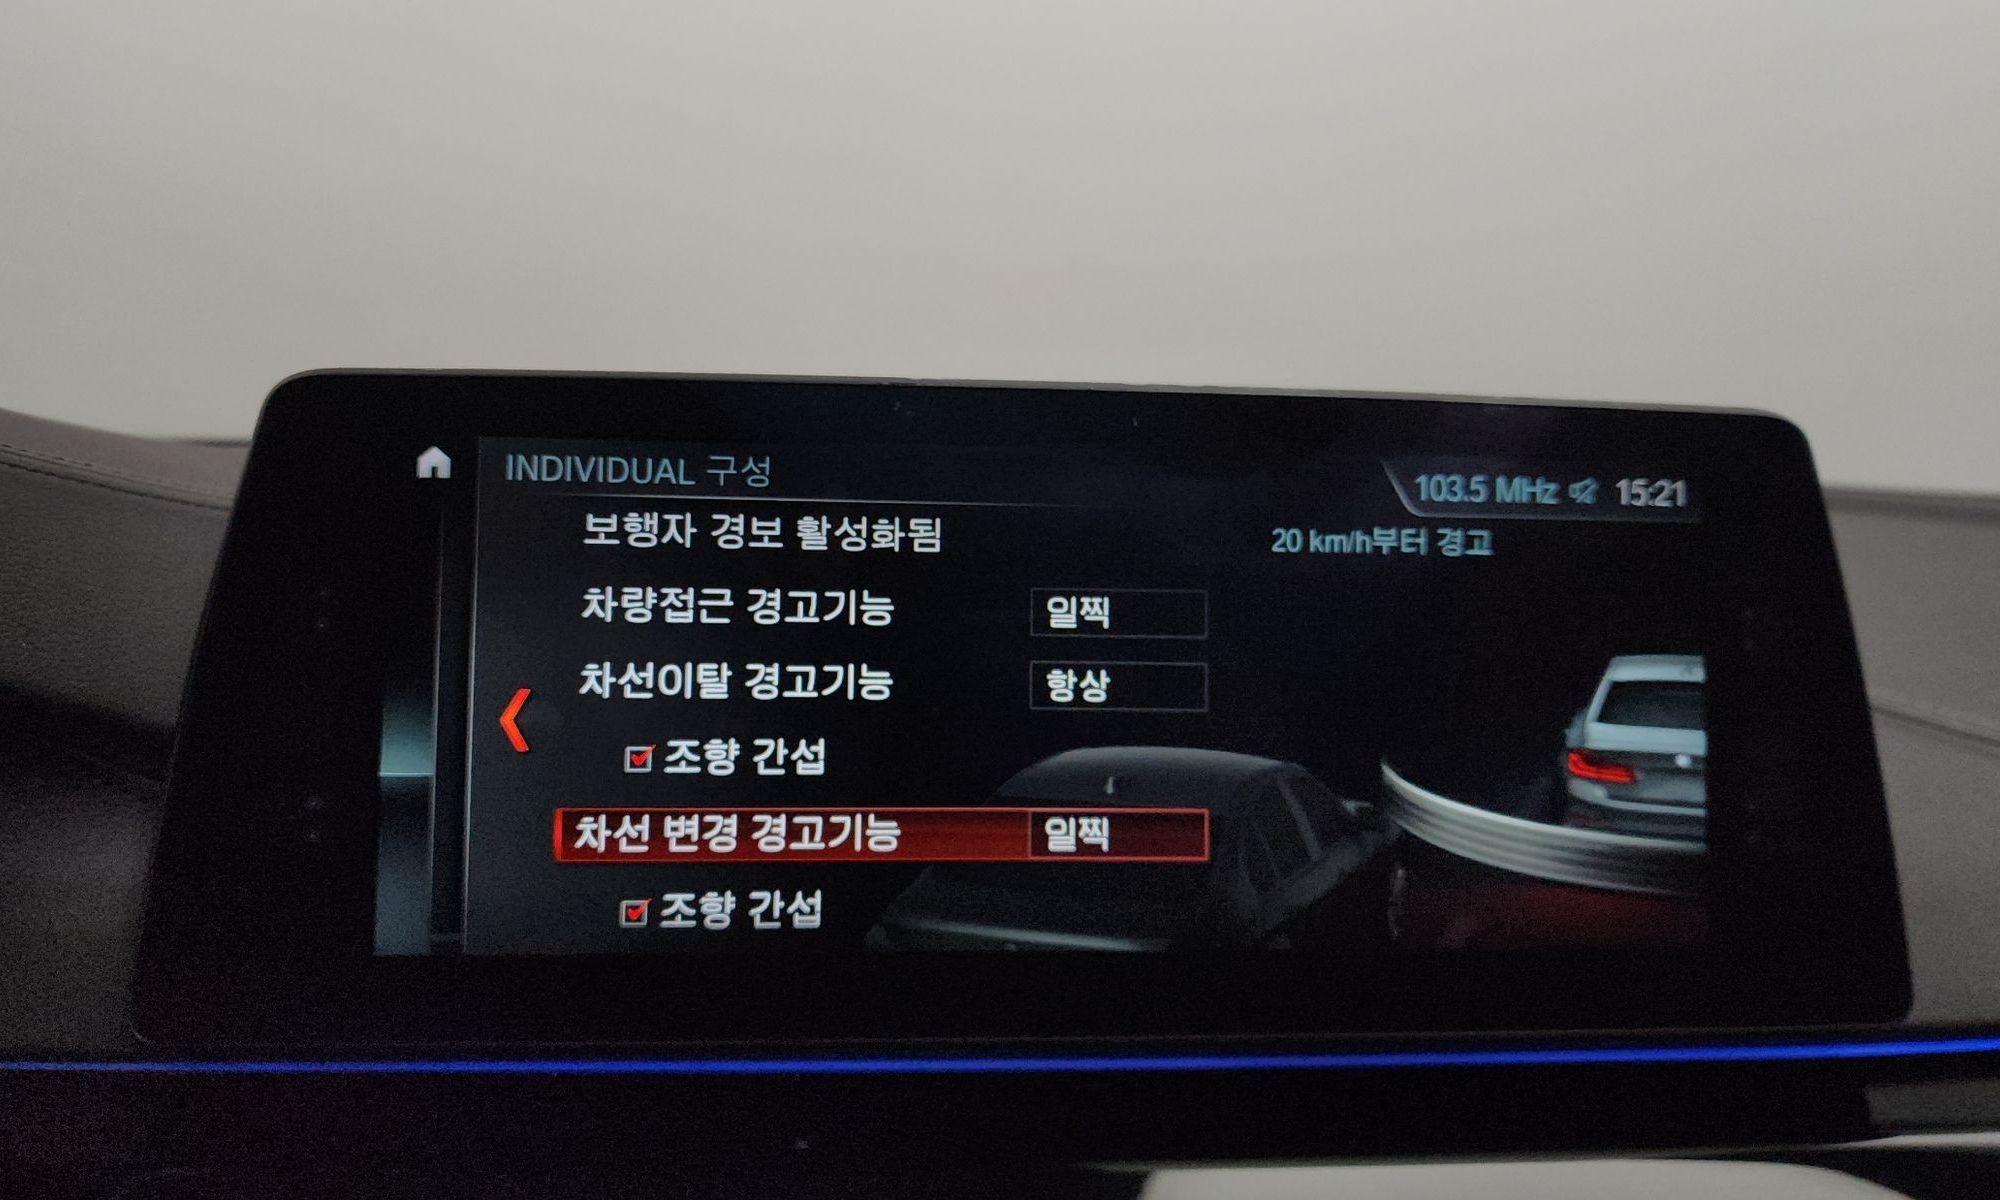 INDIVIDUAL 구성
103.5 MHz 15:21
보행자 경보 활성화됨
20 km/h부터 경고
차량접근 경고기능 일찍
차선이탈 경고기능 항상
조향 간섭
차선 변경 경고기능 일찍
조향 간섭